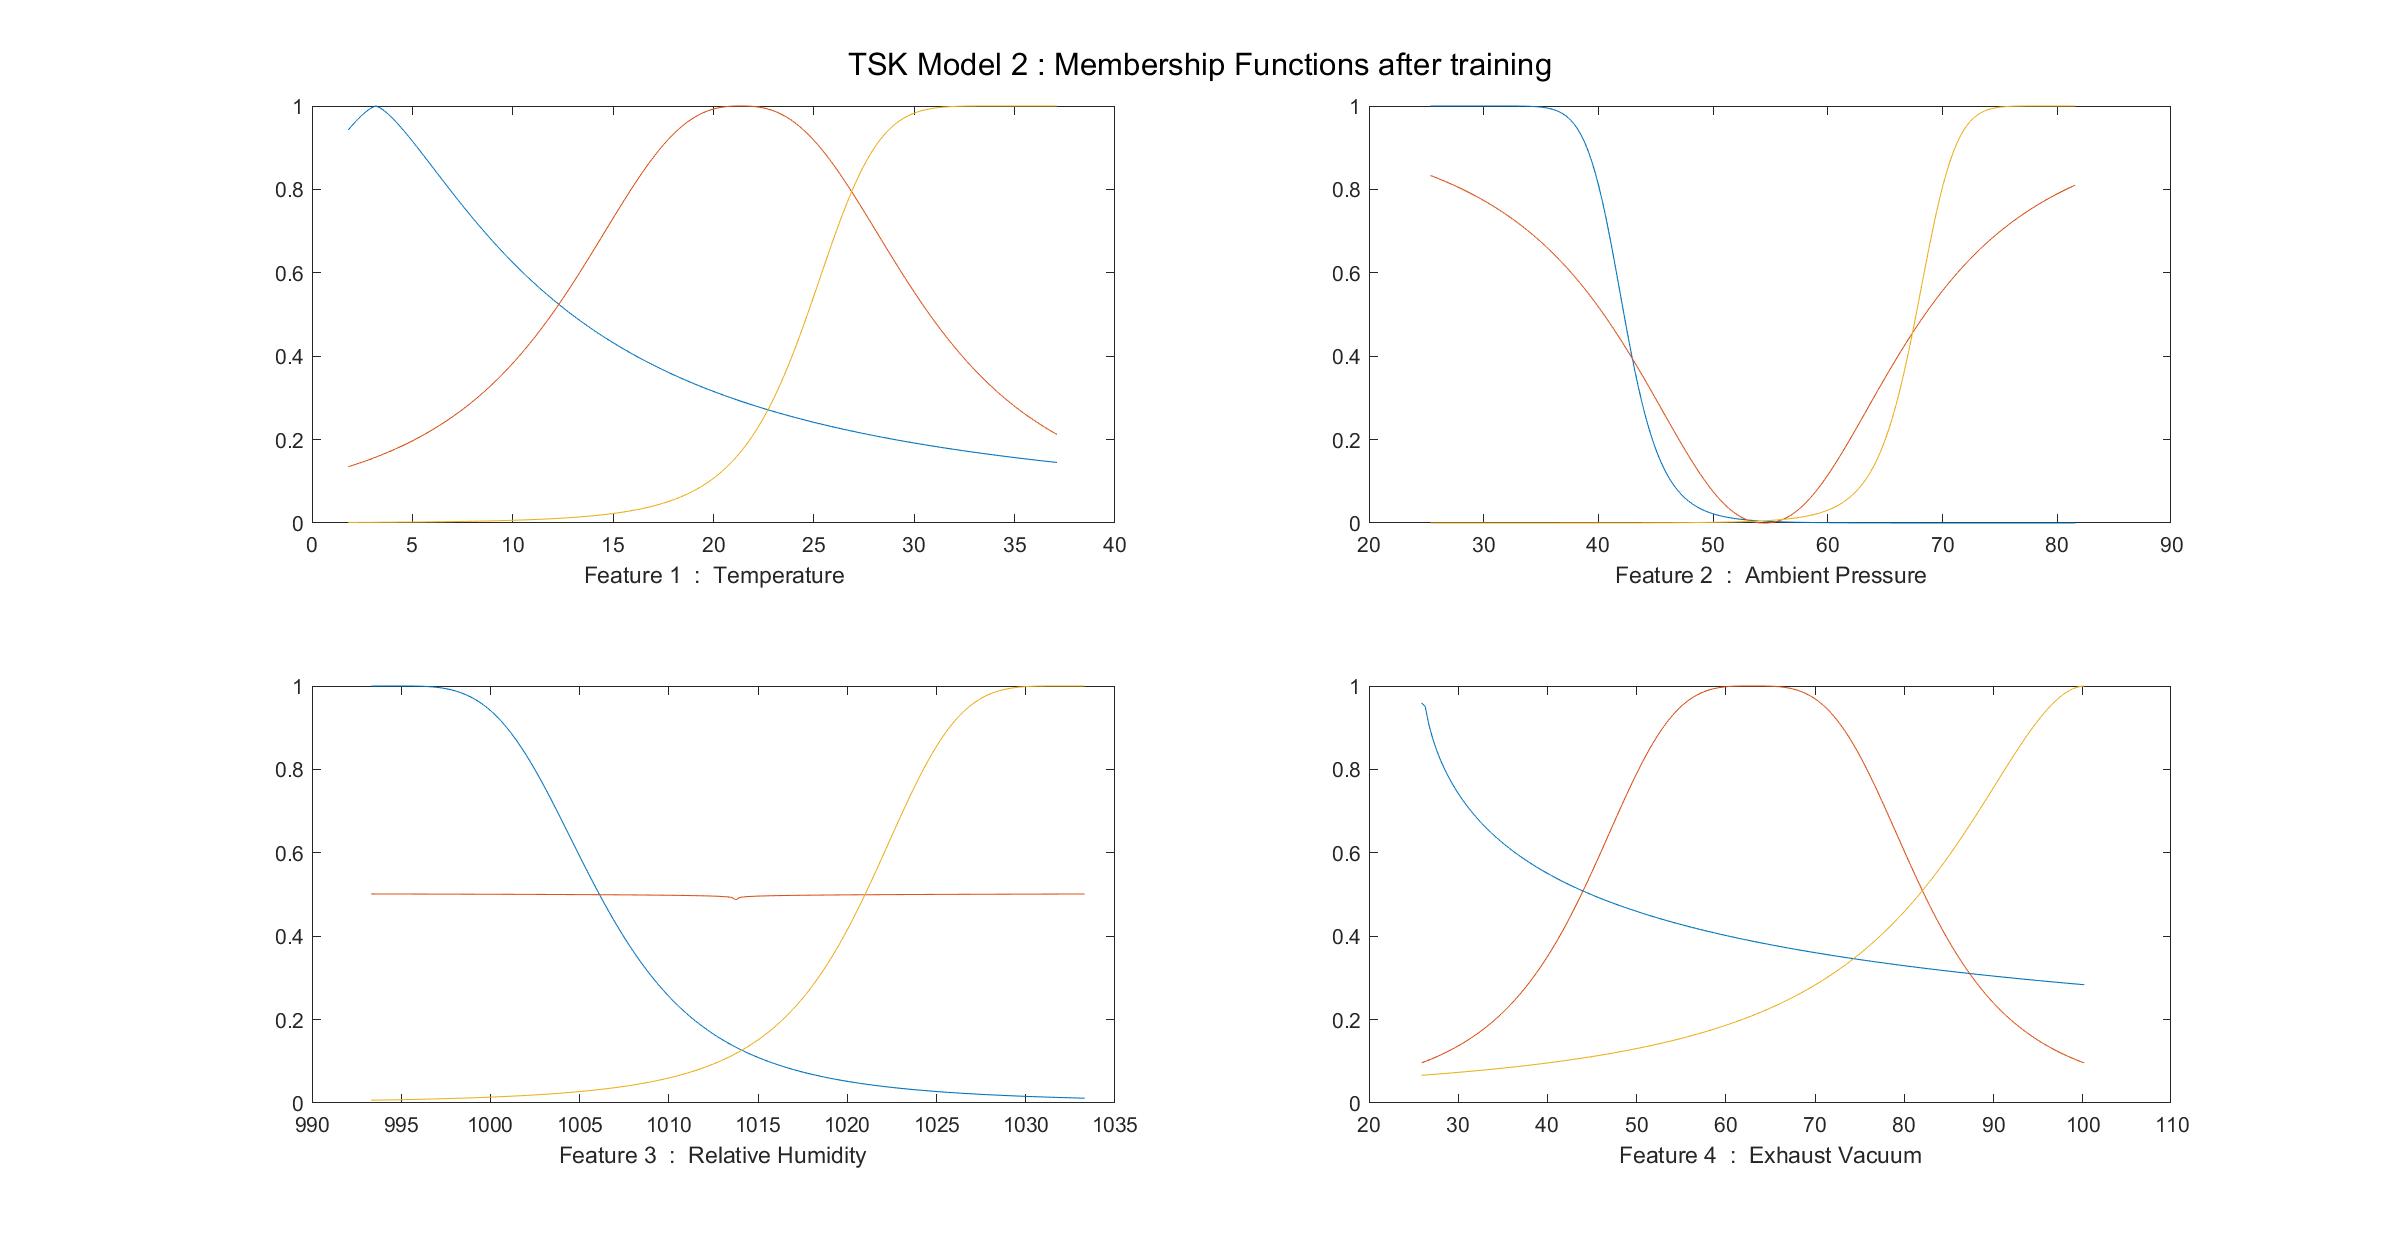 TSK Model 2 : Membership Functions after training
1
0.8
0.6
0.4
0.2
0
0 5 10 15 20 25 30 35 40
Feature 1 : Temperature
1
0.8
0.6
0.4
0.2
0
20 30 40 50 60 70 80 90
Feature 2 : Ambient Pressure
1
0.8
0.6
0.4
0.2
0
990 995 1000 1005 1010 1015 1020 1025 1030 1035
Feature 3 : Relative Humidity
1
0.8
0.6
0.4
0.2
0
20 30 40 50 60 70 80 90 100 110
Feature 4 : Exhaust Vacuum